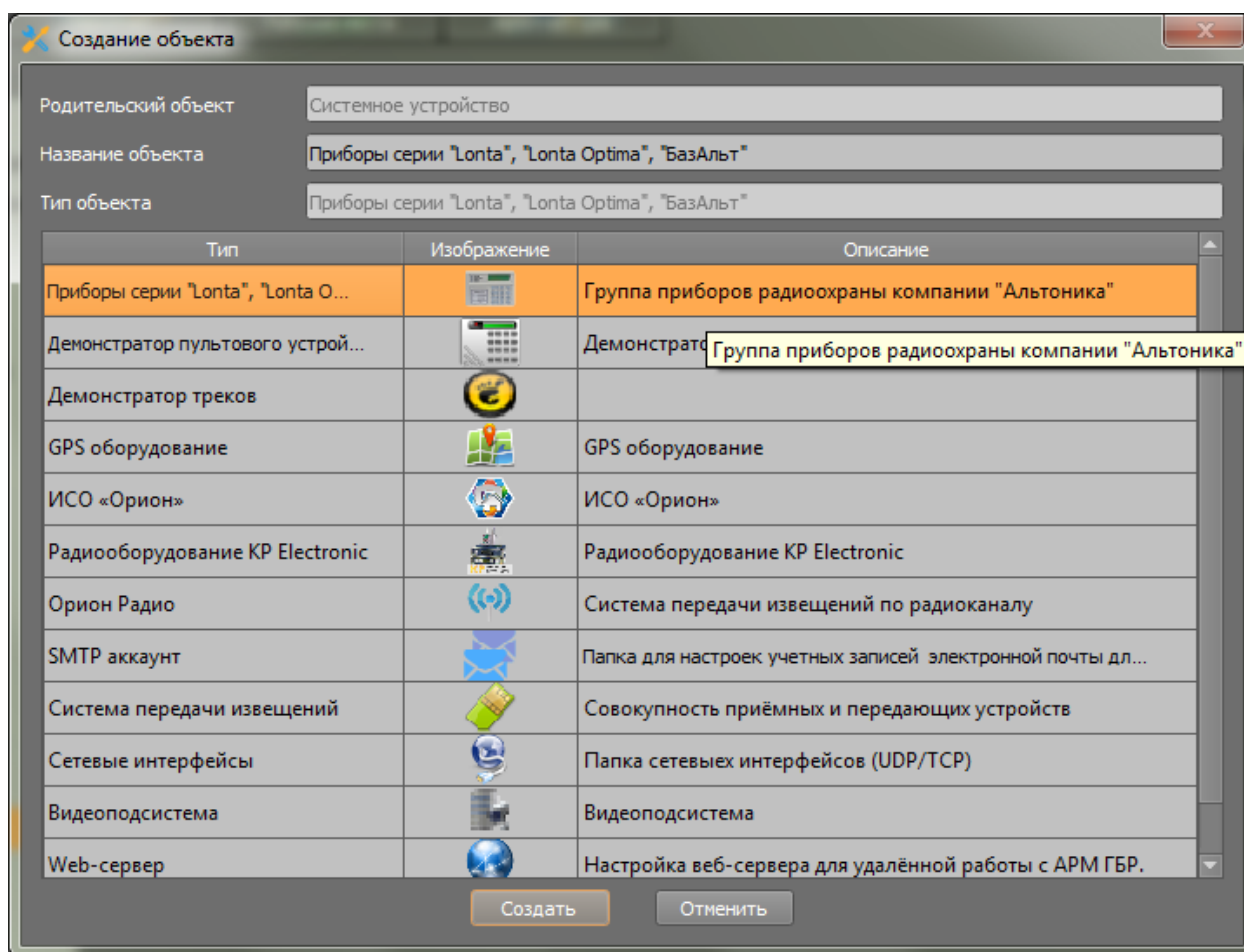 Создание объекта
Родительский объект Системное устройство
Название объекта Приборы серии "Lonta", "Lonta Optima", "БазАльт"
Тип объекта Приборы серии "Lonta", "Lonta Optima", "БазАльт"
Тип Изображение Описание
Приборы серии "Lonta", "Lonta O... Группа приборов радиоохраны компании "Альтоника"
Демонстратор пультового устрой... Демонстрато
Группа приборов радиоохраны компании "Альтоника"
Демонстратор треков
GPS оборудование GPS оборудование
ИСО «Орион» ИСО «Орион»
Радиооборудование KP Electronic Радиооборудование KP Electronic
Орион Радио Система передачи извещений по радиоканалу
SMTP аккаунт Папка для настроек учетных записей электронной почты дл...
Система передачи извещений Совокупность приёмных и передающих устройств
Сетевые интерфейсы Папка сетевыех интерфейсов (UDP/TCP)
Видеоподсистема Видеоподсистема
Web-сервер Настройка веб-сервера для удалённой работы с АРМ ГБР.
Создать Отменить